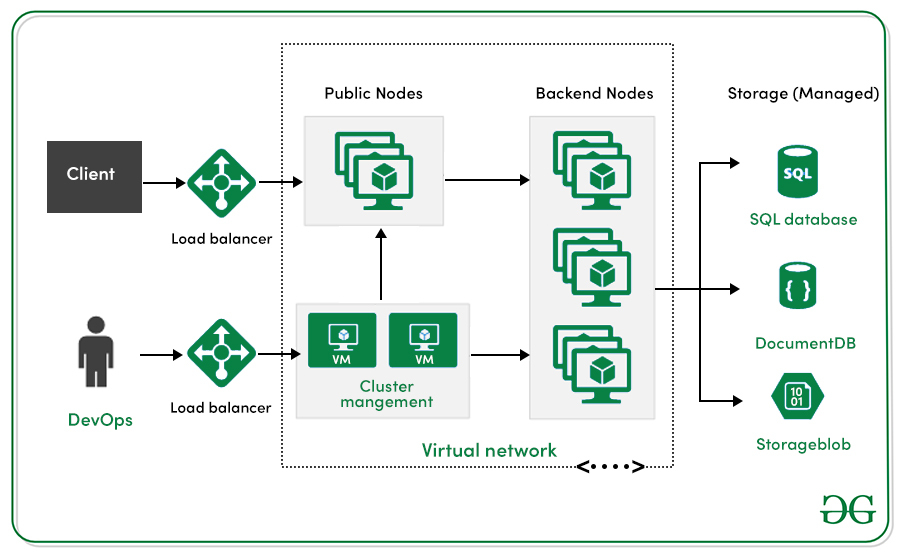 Public Nodes
Backend Nodes
Storage (Managed)
Client
SQL
SQL database
Load balancer
{ }
DocumentDB
VM
VM
Cluster
mangement
DevOps
Load balancer
10
01
Storageblob
Virtual network